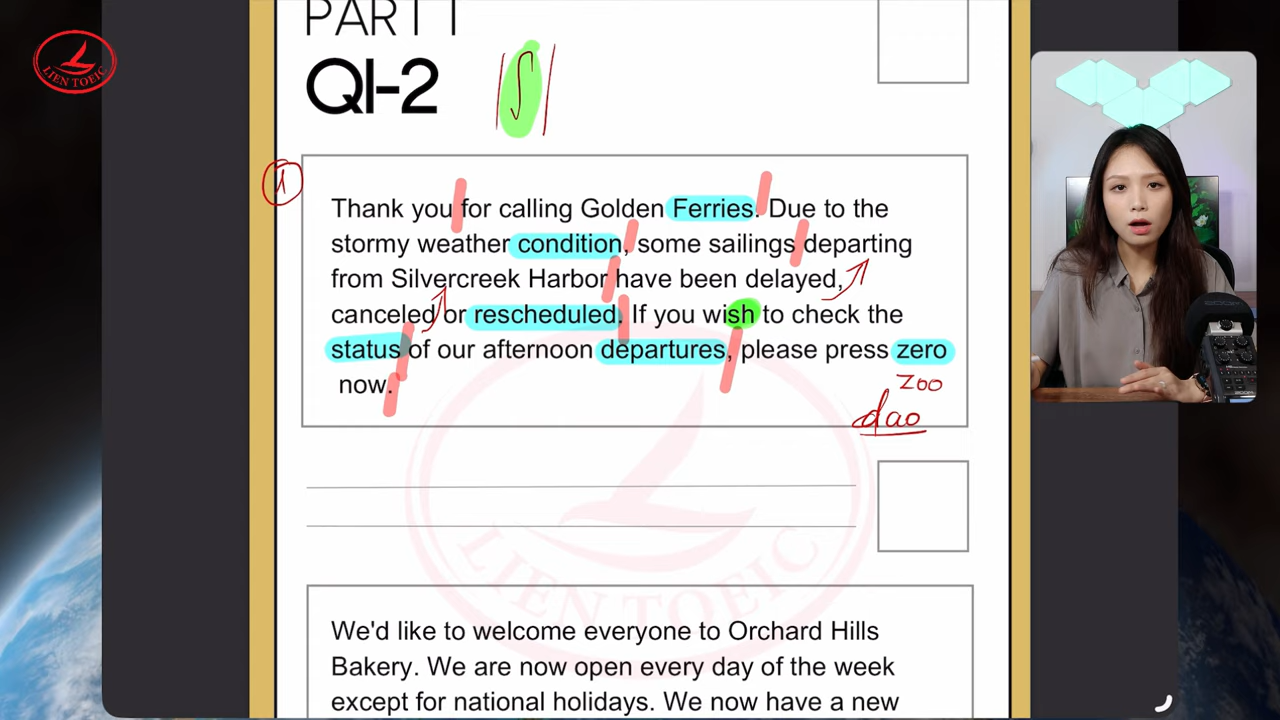 PART 1
Q1-2
ʃ
LIEN TOEIC
1
Thank you for calling Golden Ferries. Due to the
stormy weather condition, some sailings departing
from Silvercreek Harbor have been delayed,
canceled or rescheduled. If you wish to check the
status of our afternoon departures, please press zero
now.
zoo
dao
LIEN TOEIC
We'd like to welcome everyone to Orchard Hills
Bakery. We are now open every day of the week
except for national holidays. We now have a new